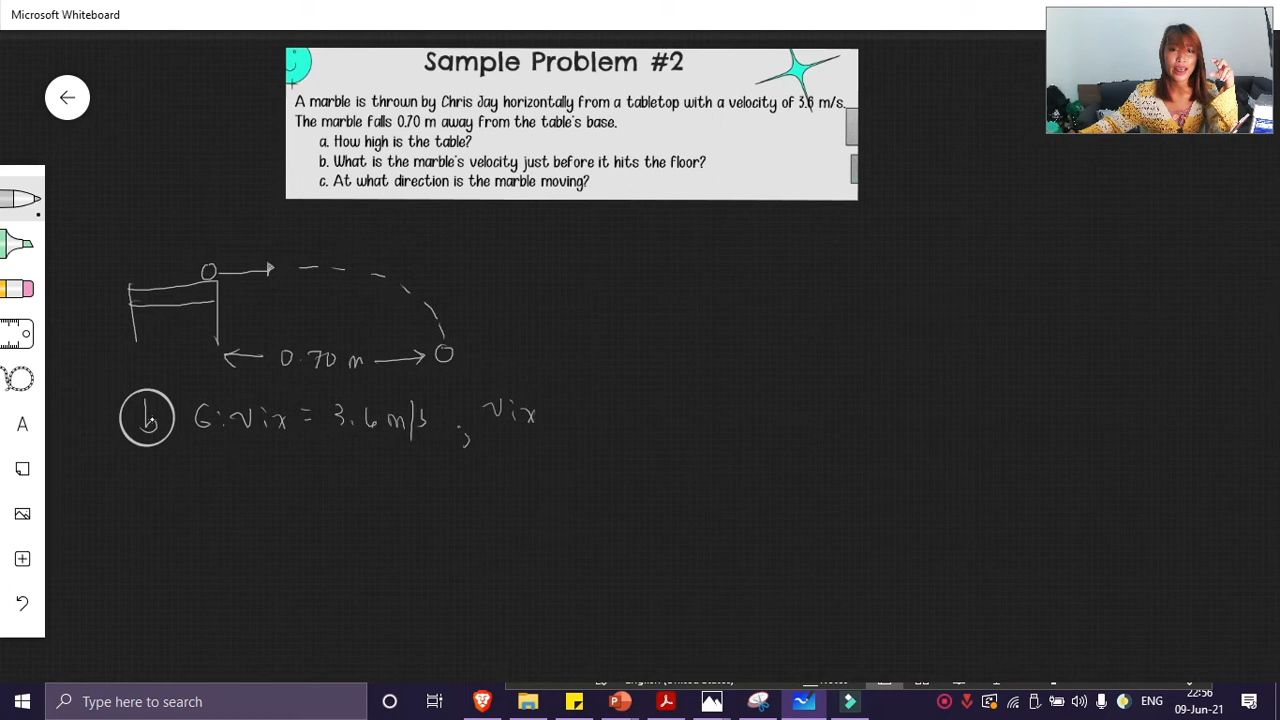 Microsoft Whiteboard
Sample Problem #2
A marble is thrown by Chris Jay horizontally from a tabletop with a velocity of 3.6 m/s.
The marble falls 0.70 m away from the table's base.
a. How high is the table?
b. What is the marble's velocity just before it hits the floor?
c. At what direction is the marble moving?
0.70 m
b G: Vix = 3.6 m/s ; Vix
A
Type here to search
ENG
22:56
09-Jun-21